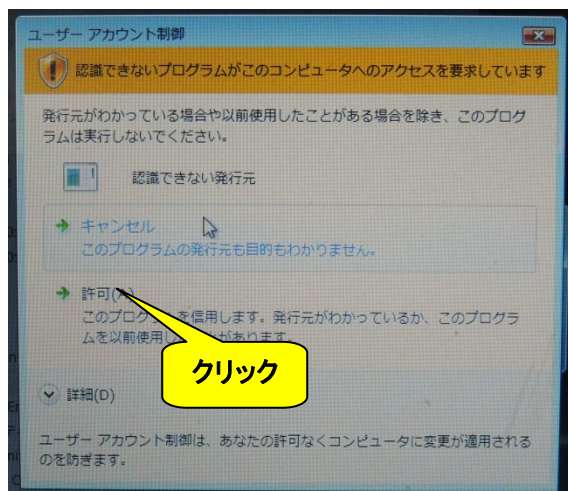 ユーザー アカウント制御
認識できないプログラムがこのコンピュータへのアクセスを要求しています
発行元がわかっている場合や以前使用したことがある場合を除き、このプログ
ラムは実行しないでください。
認識できない発行元
キャンセル
このプログラムの発行元も目的もわかりません。
許可(A)
このプログラムを信用します。発行元がわかっているか、このプログラ
ムを以前使用し があります。
クリック
詳細(D)
ユーザー アカウント制御は、あなたの許可なくコンピュータに変更が適用される
のを防ぎます。